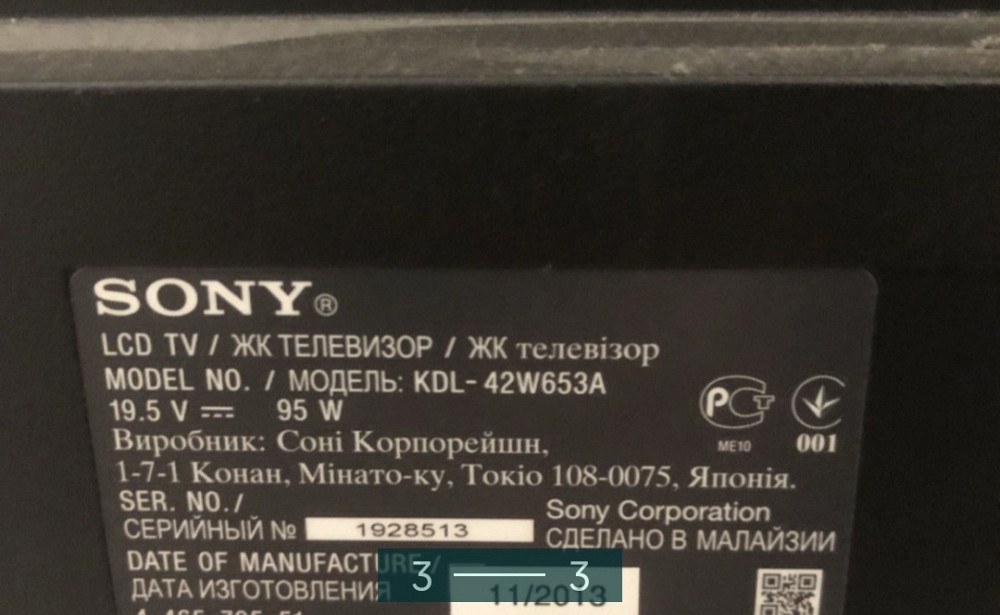 SONY®
LCD TV / ЖК ТЕЛЕВИЗОР / ЖК телевізор
MODEL NO. / МОДЕЛЬ: KDL-42W653A
19.5 V 95 W
Виробник: Соні Корпорейшн,
1-7-1 Конан, Мінато-ку, Токіо 108-0075, Японія.
РСТ
ME10
001
SER. NO./
СЕРИЙНЫЙ № 1928513
Sony Corporation
СДЕЛАНО В МАЛАЙЗИИ
DATE OF MANUFACTURE /
ДАТА ИЗГОТОВЛЕНИЯ 11/2013
3 — 3